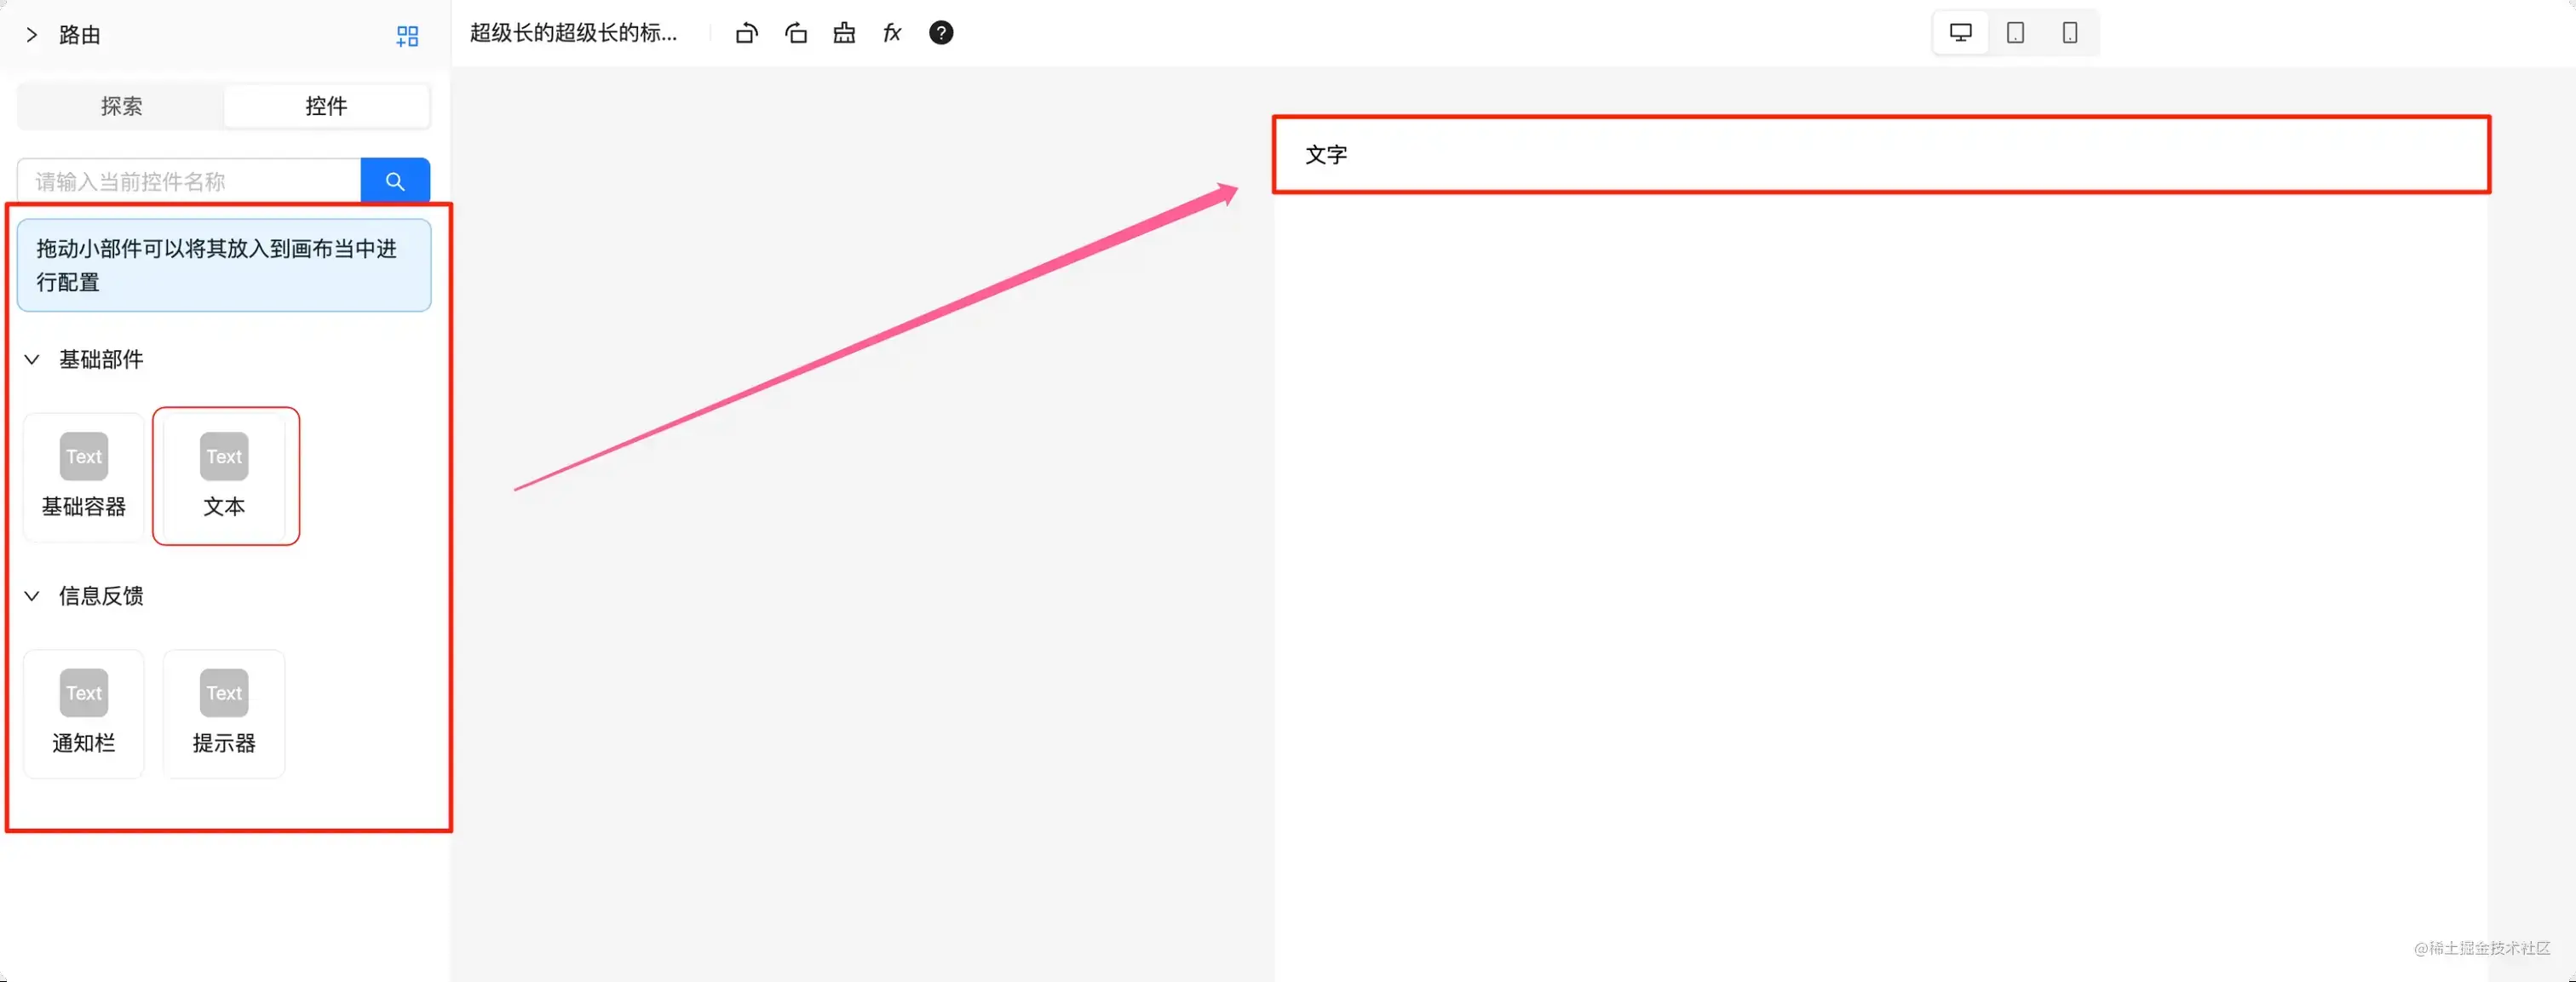 路由
超级长的超级长的标...
fx
?
探索
控件
请输入当前控件名称
文字
拖动小部件可以将其放入到画布当中进
行配置
基础部件
Text
Text
基础容器
文本
信息反馈
Text
Text
通知栏
提示器
@稀土掘金技术社区